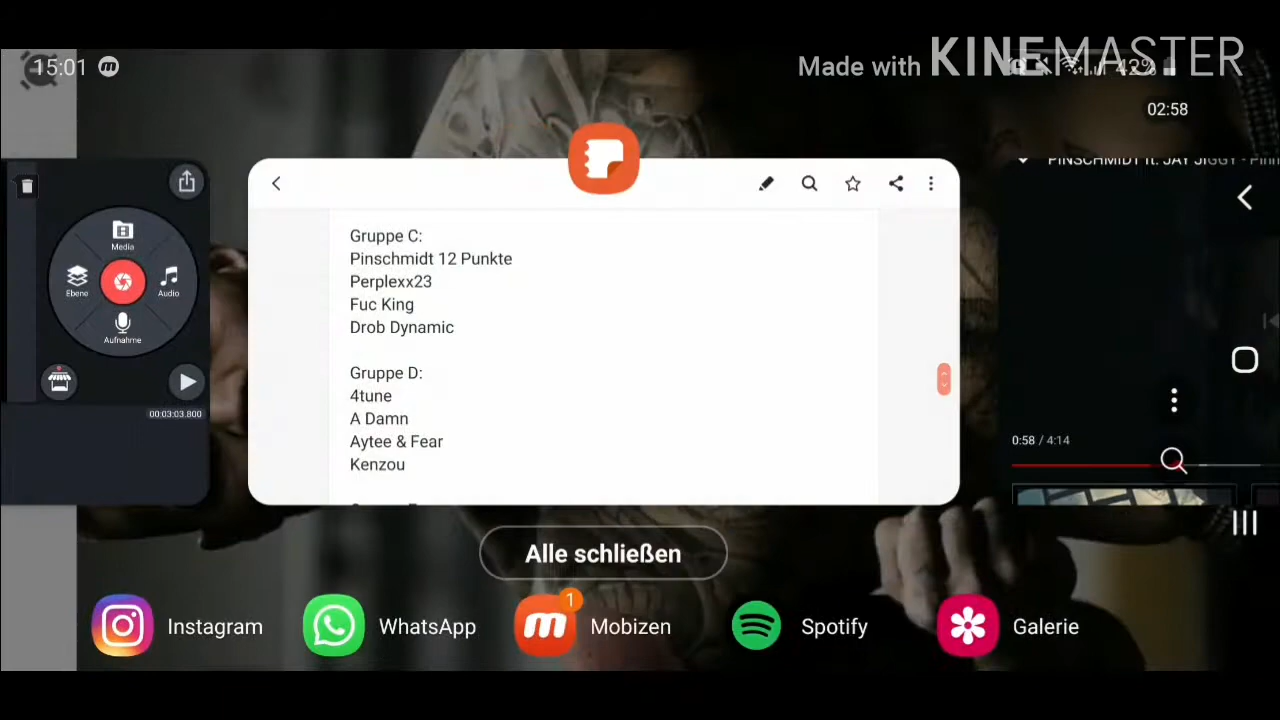 15:01
Made with KINEMASTER
42%
02:58
PINSCHMIDT ft. JAY JIGGY - Finn
Media
Ebene
Audio
Aufnahme
00:03:03.800
Gruppe C:
Pinschmidt 12 Punkte
Perplexx23
Fuc King
Drob Dynamic
Gruppe D:
4tune
A Damn
Aytee & Fear
Kenzou
0:58 / 4:14
Alle schließen
Instagram
WhatsApp
1
Mobizen
Spotify
Galerie